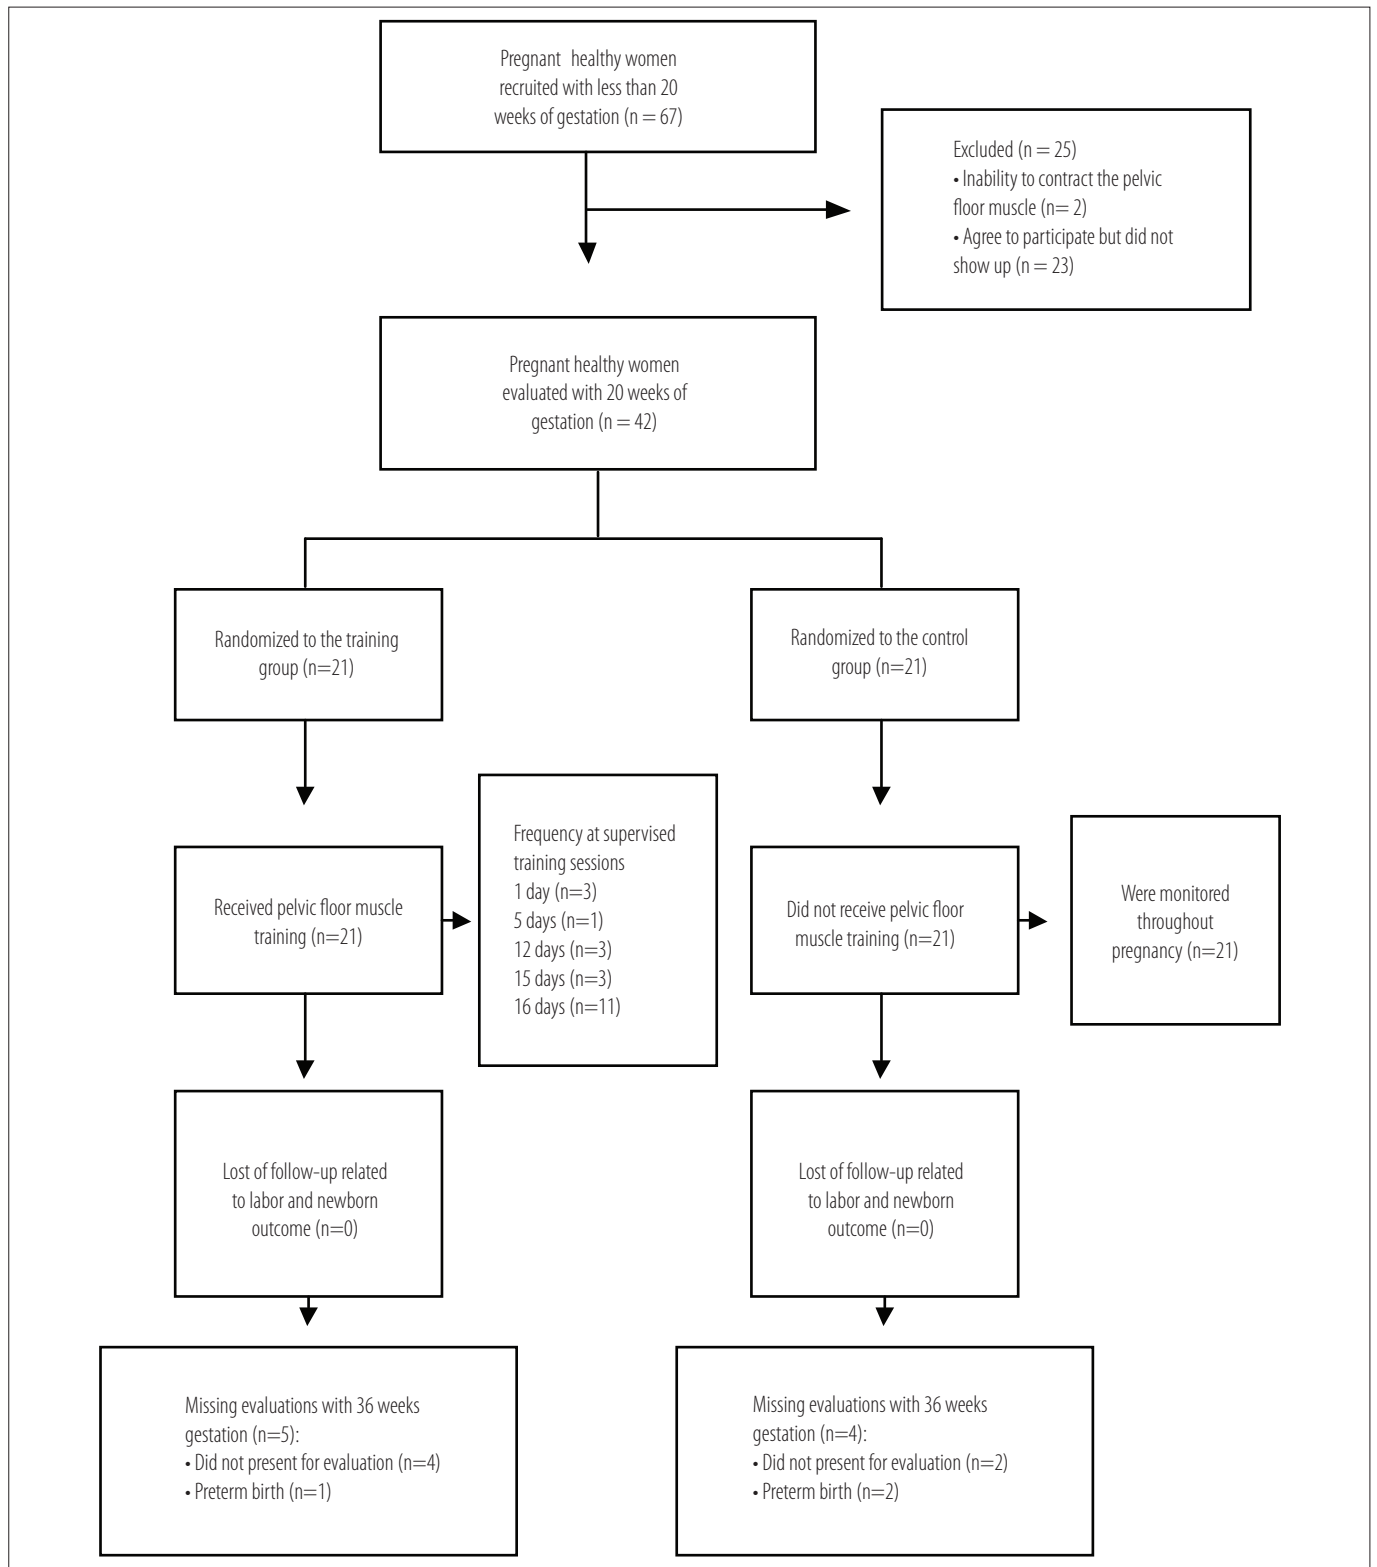 Pregnant healthy women
recruited with less than 20
weeks of gestation (n = 67)
Excluded (n = 25)
• Inability to contract the pelvic
floor muscle (n= 2)
• Agree to participate but did not
show up (n = 23)
Pregnant healthy women
evaluated with 20 weeks of
gestation (n = 42)
Randomized to the training
group (n=21)
Randomized to the control
group (n=21)
Received pelvic floor muscle
training (n=21)
Frequency at supervised
training sessions
1 day (n=3)
5 days (n=1)
12 days (n=3)
15 days (n=3)
16 days (n=11)
Did not receive pelvic floor
muscle training (n=21)
Were monitored
throughout
pregnancy (n=21)
Lost of follow-up related
to labor and newborn
outcome (n=0)
Lost of follow-up related
to labor and newborn
outcome (n=0)
Missing evaluations with 36 weeks
gestation (n=5):
• Did not present for evaluation (n=4)
• Preterm birth (n=1)
Missing evaluations with 36 weeks
gestation (n=4):
• Did not present for evaluation (n=2)
• Preterm birth (n=2)